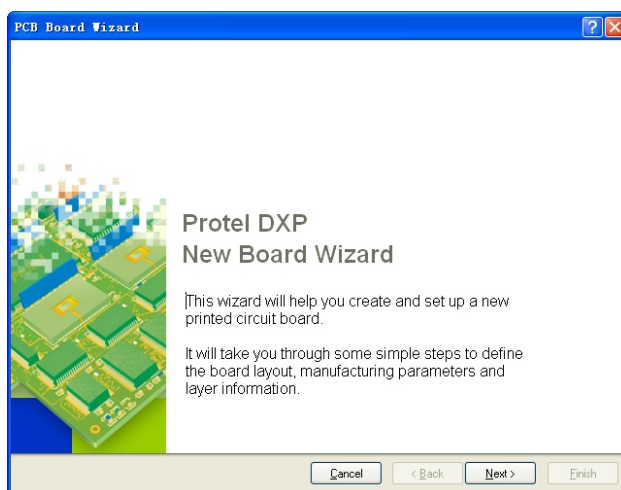 PCB Board Wizard
Protel DXP
New Board Wizard
This wizard will help you create and set up a new
printed circuit board.
It will take you through some simple steps to define
the board layout, manufacturing parameters and
layer information.
Cancel < Back Next > Finish